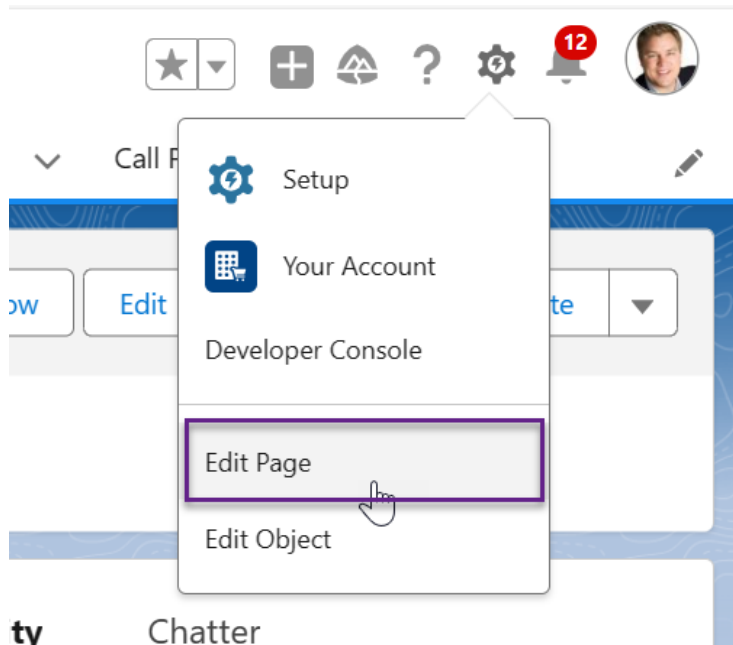 12
Call
Setup
Your Account
Edit
Developer Console
Edit Page
Edit Object
Chatter